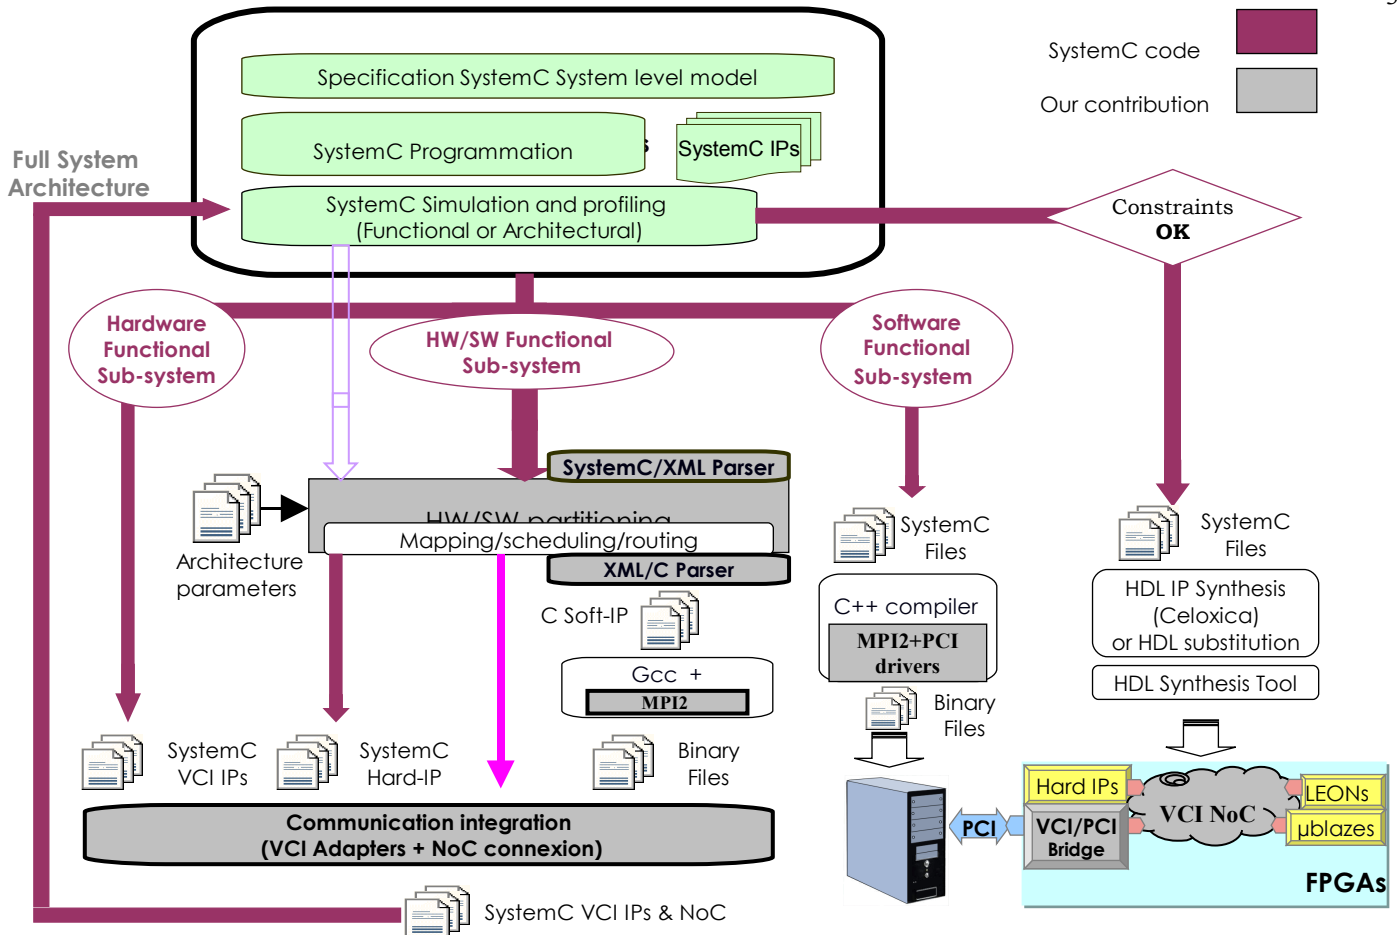 SystemC code
Our contribution
Specification SystemC System level model
SystemC Programmation
SystemC IPs
SystemC Simulation and profiling
(Functional or Architectural)
Full System
Architecture
Constraints
OK
Hardware
Functional
Sub-system
HW/SW Functional
Sub-system
Software
Functional
Sub-system
SystemC/XML Parser
HW/SW partitioning
Mapping/scheduling/routing
XML/C Parser
Architecture
parameters
C Soft-IP
Gcc +
MPI2
SystemC
Files
C++ compiler
MPI2+PCI
drivers
Binary
Files
SystemC
Files
HDL IP Synthesis
(Celoxica)
or HDL substitution
HDL Synthesis Tool
SystemC
VCI IPs
SystemC
Hard-IP
Binary
Files
Communication integration
(VCI Adapters + NoC connexion)
SystemC VCI IPs & NoC
PCI
Hard IPs
VCI/PCI
Bridge
VCI NoC
LEONs
µblazes
FPGAs